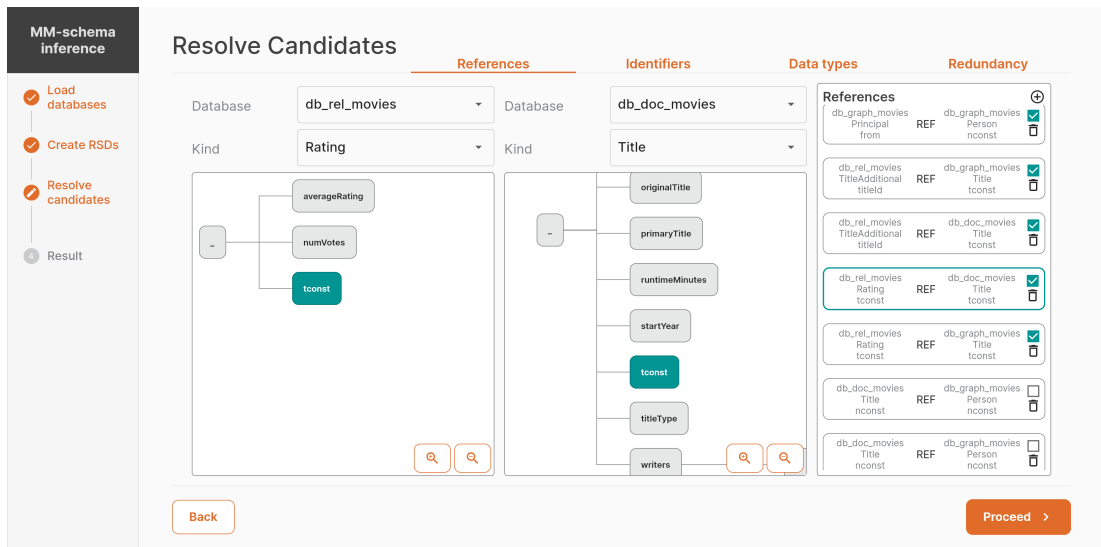 MM-schema
inference
Load
databases
Create RSDs
Resolve
candidates
4 Result
Resolve Candidates
References Identifiers Data types Redundancy
Database db_rel_movies
Kind Rating
_
averageRating
numVotes
tconst
Database db_doc_movies
Kind Title
_
originalTitle
primaryTitle
runtimeMinutes
startYear
tconst
titleType
writers
References
db_graph_movies db_graph_movies
Principal REF Person
from nconst
db_rel_movies db_graph_movies
TitleAdditional REF Title
titleId tconst
db_rel_movies db_doc_movies
TitleAdditional REF Title
titleId tconst
db_rel_movies db_doc_movies
Rating REF Title
tconst tconst
db_rel_movies db_graph_movies
Rating REF Title
tconst tconst
db_doc_movies db_graph_movies
Title REF Person
nconst nconst
db_doc_movies db_graph_movies
Title REF Person
nconst nconst
Back
Proceed